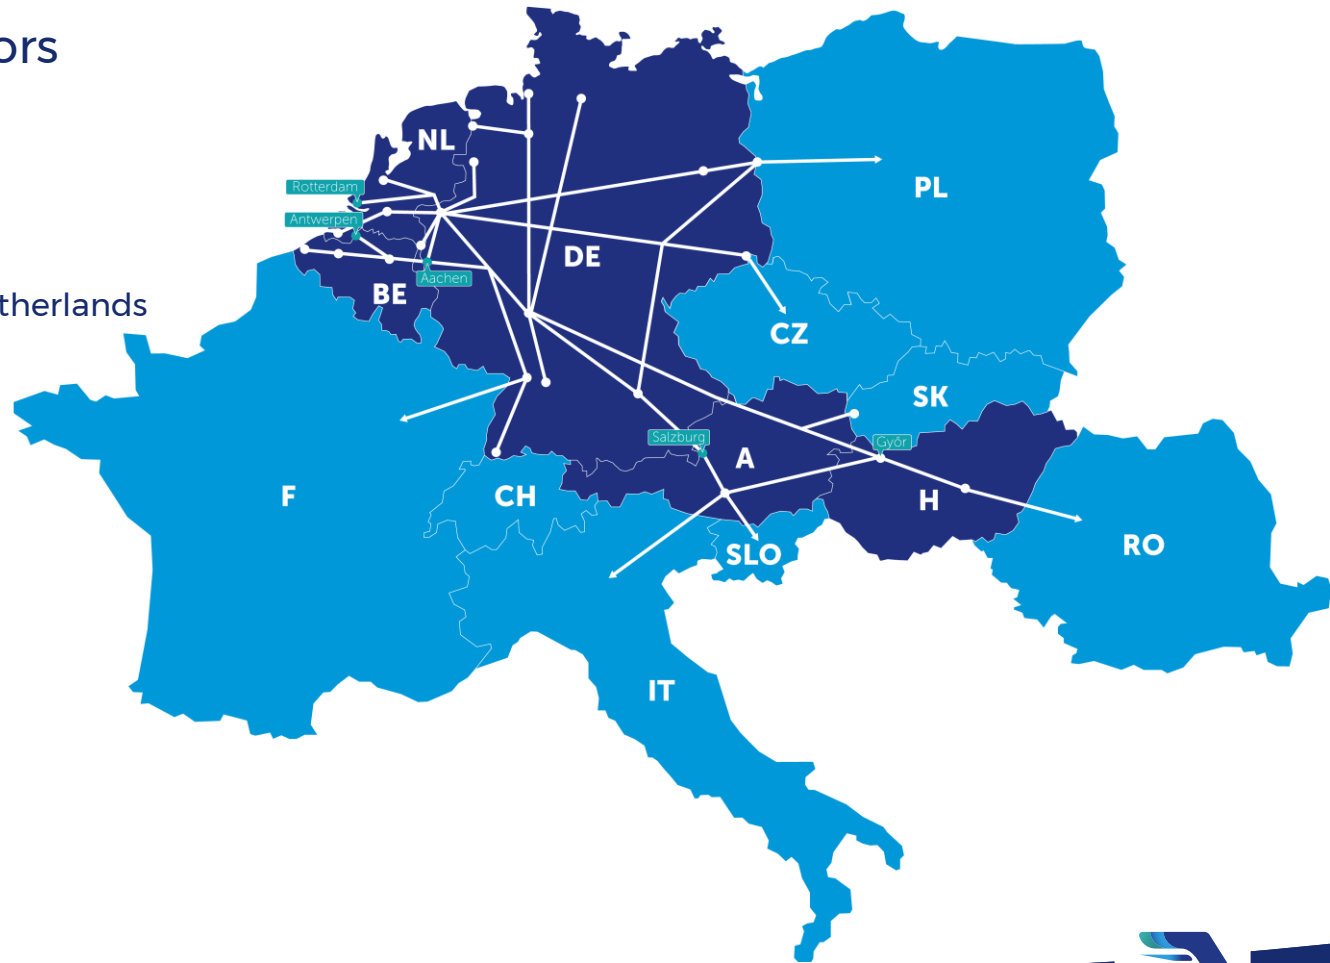 ors
NL
Rotterdam
PL
Antwerpen
DE
Aachen
BE
therlands
CZ
SK
Salzburg
Győr
A
F
CH
H
RO
SLO
IT